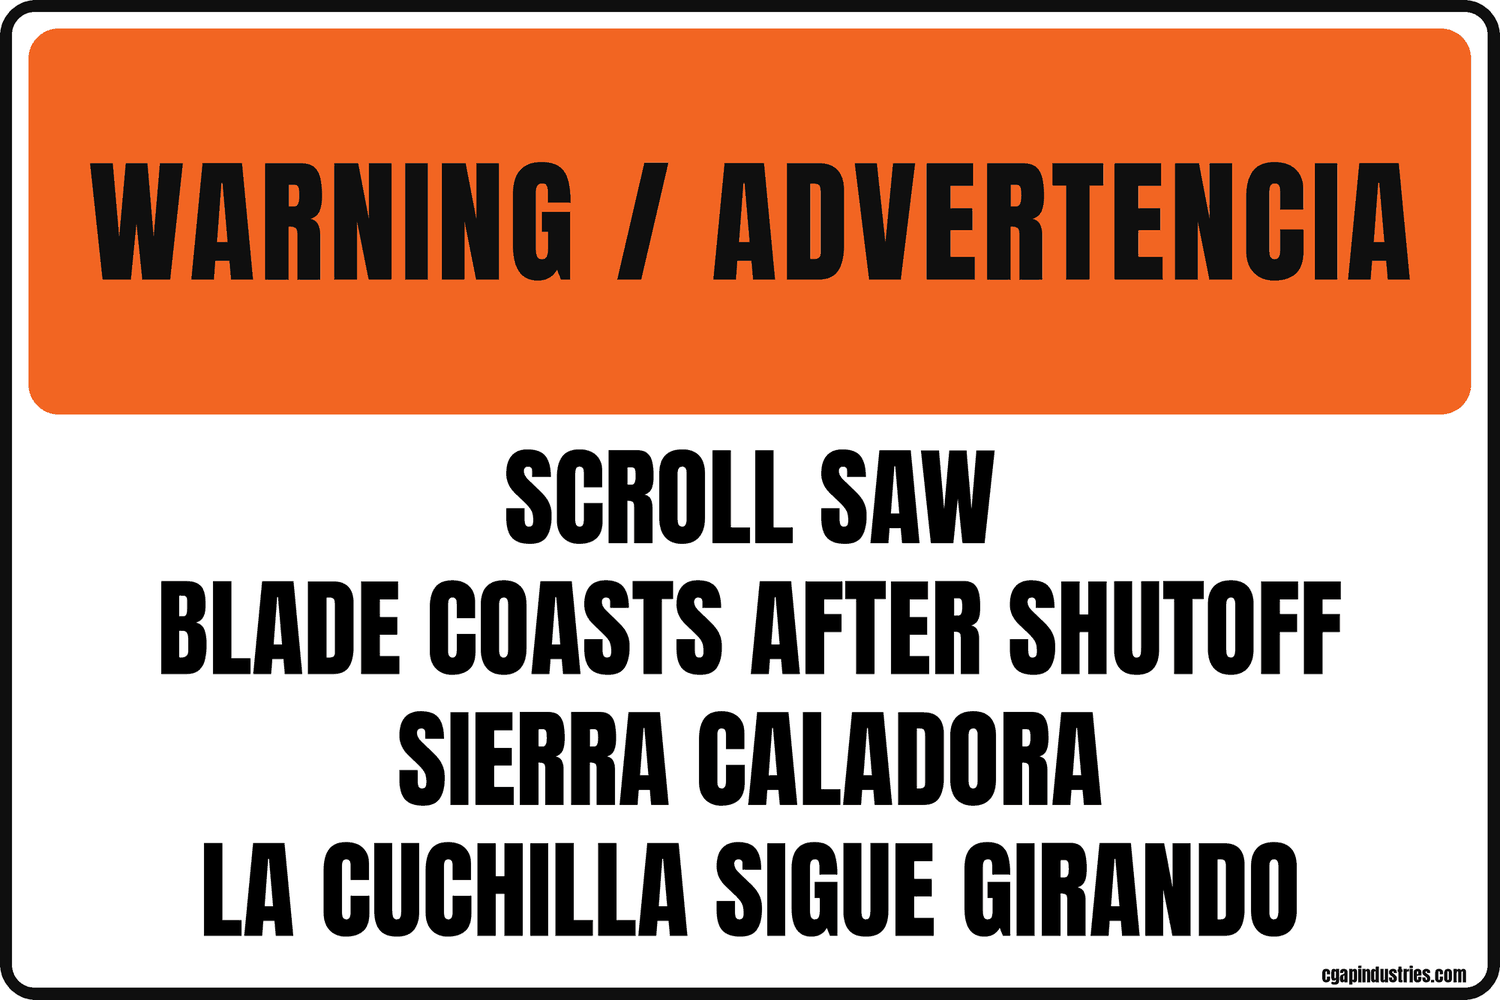 WARNING / ADVERTENCIA
SCROLL SAW
BLADE COASTS AFTER SHUTOFF
SIERRA CALADORA
LA CUCHILLA SIGUE GIRANDO
cgapindustries.com